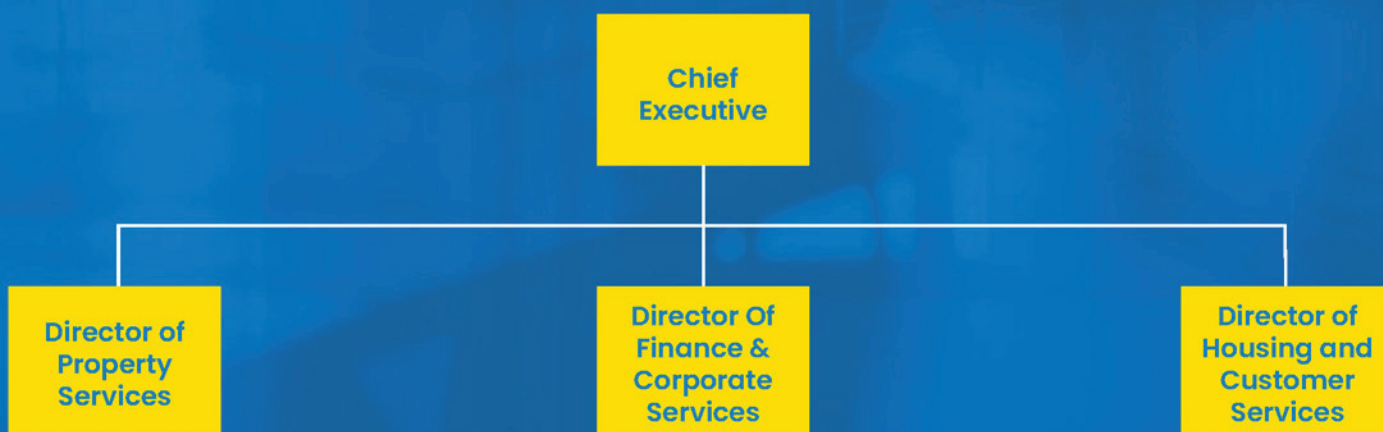 Chief
Executive
Director of
Property
Services
Director Of
Finance &
Corporate
Services
Director of
Housing and
Customer
Services